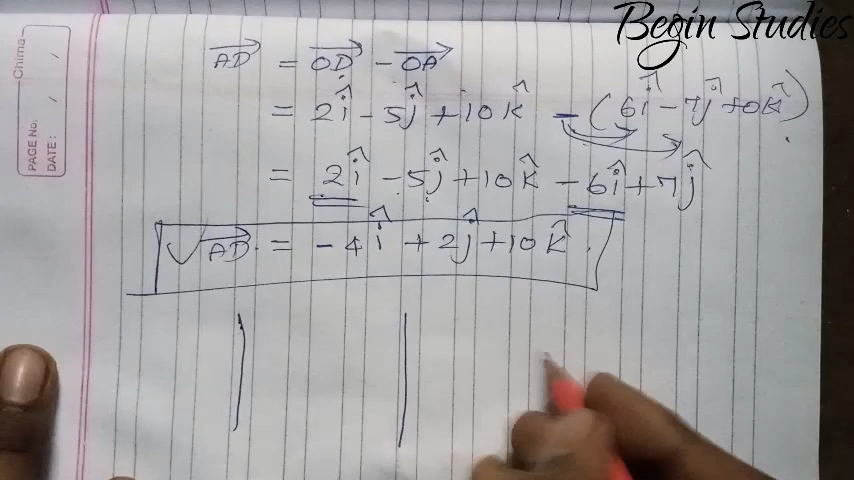 Begin Studies
Chima
PAGE No.
DATE: / /
AD⃗ = OD⃗ - OA⃗
= 2î - 5ĵ + 10k̂ - (6î - 7ĵ + 0k̂)
= 2î - 5ĵ + 10k̂ - 6î + 7ĵ
√ AD⃗ = - 4î + 2ĵ + 10k̂.